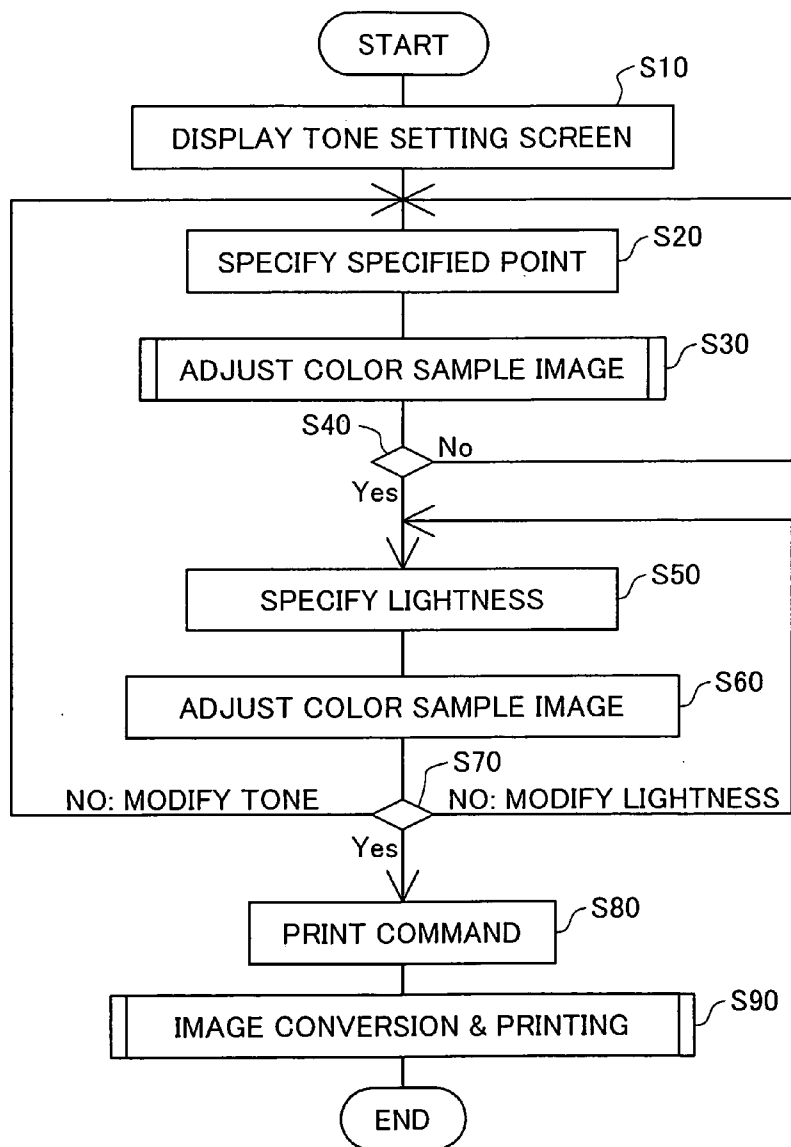 START
S10
DISPLAY TONE SETTING SCREEN
S20
SPECIFY SPECIFIED POINT
S30
ADJUST COLOR SAMPLE IMAGE
S40
No
Yes
S50
SPECIFY LIGHTNESS
S60
ADJUST COLOR SAMPLE IMAGE
S70
NO: MODIFY TONE
NO: MODIFY LIGHTNESS
Yes
S80
PRINT COMMAND
S90
IMAGE CONVERSION & PRINTING
END